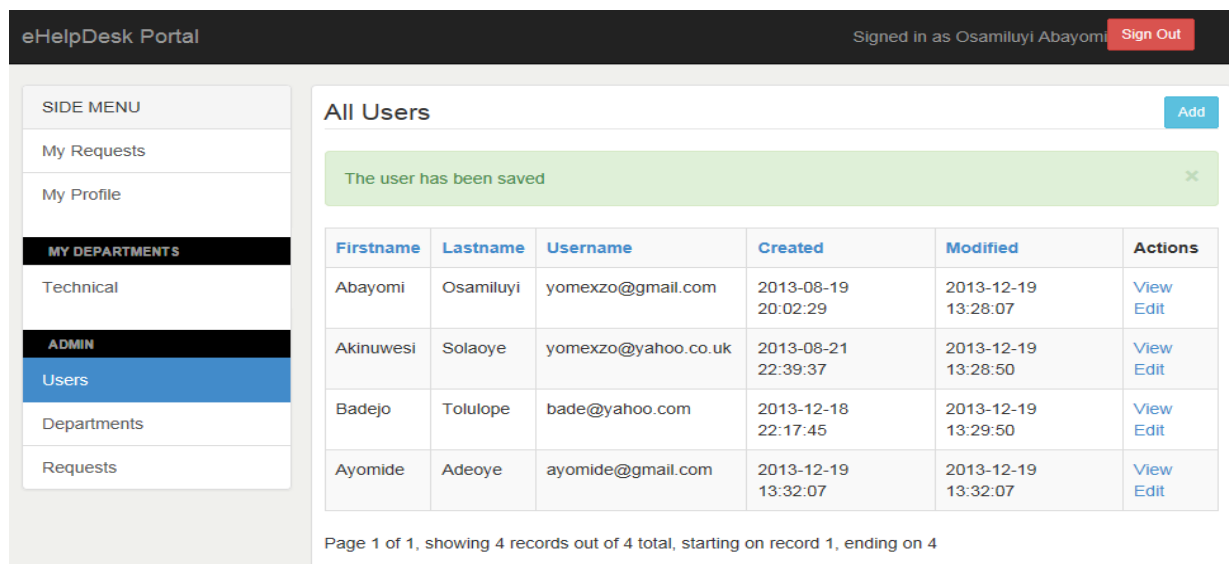 eHelpDesk Portal
Signed in as Osamiluyi Abayomi Sign Out
SIDE MENU
My Requests
My Profile
MY DEPARTMENTS
Technical
ADMIN
Users
Departments
Requests
All Users Add
The user has been saved ×
Firstname Lastname Username Created Modified Actions
Abayomi Osamiluyi yomexzo@gmail.com 2013-08-19 2013-12-19 View
20:02:29 13:28:07 Edit
Akinuwesi Solaoye yomexzo@yahoo.co.uk 2013-08-21 2013-12-19 View
22:39:37 13:28:50 Edit
Badejo Tolulope bade@yahoo.com 2013-12-18 2013-12-19 View
22:17:45 13:29:50 Edit
Ayomide Adeoye ayomide@gmail.com 2013-12-19 2013-12-19 View
13:32:07 13:32:07 Edit
Page 1 of 1, showing 4 records out of 4 total, starting on record 1, ending on 4